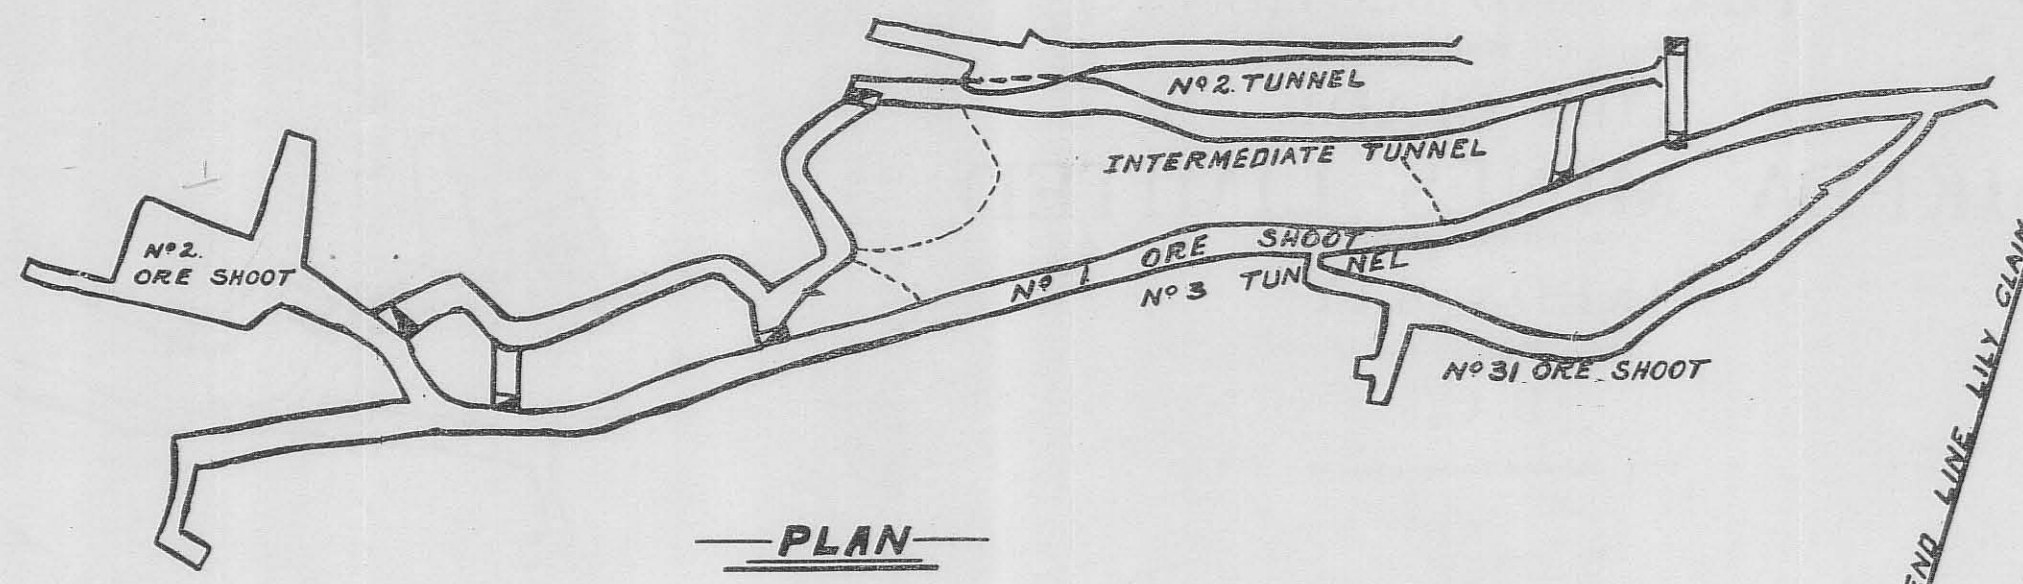 Nº 2. TUNNEL
INTERMEDIATE TUNNEL
Nº 2.
ORE SHOOT
Nº 1 ORE SHOOT
Nº 3 TUNNEL
Nº 31 ORE SHOOT
END LINE LILY CLAIM
PLAN